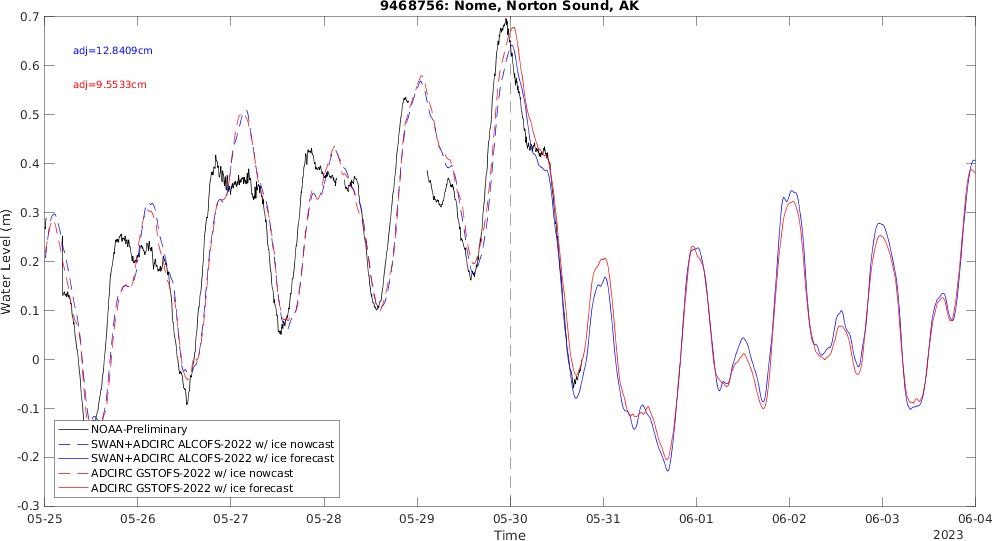 9468756: Nome, Norton Sound, AK
0.7
0.6
0.5
0.4
0.3
0.2
0.1
0
-0.1
-0.2
-0.3
Water Level (m)
adj=12.8409cm
adj=9.5533cm
NOAA-Preliminary
SWAN+ADCIRC ALCOFS-2022 w/ ice nowcast
SWAN+ADCIRC ALCOFS-2022 w/ ice forecast
ADCIRC GSTOFS-2022 w/ ice nowcast
ADCIRC GSTOFS-2022 w/ ice forecast
05-25 05-26 05-27 05-28 05-29 05-30 05-31 06-01 06-02 06-03 06-04
Time
2023